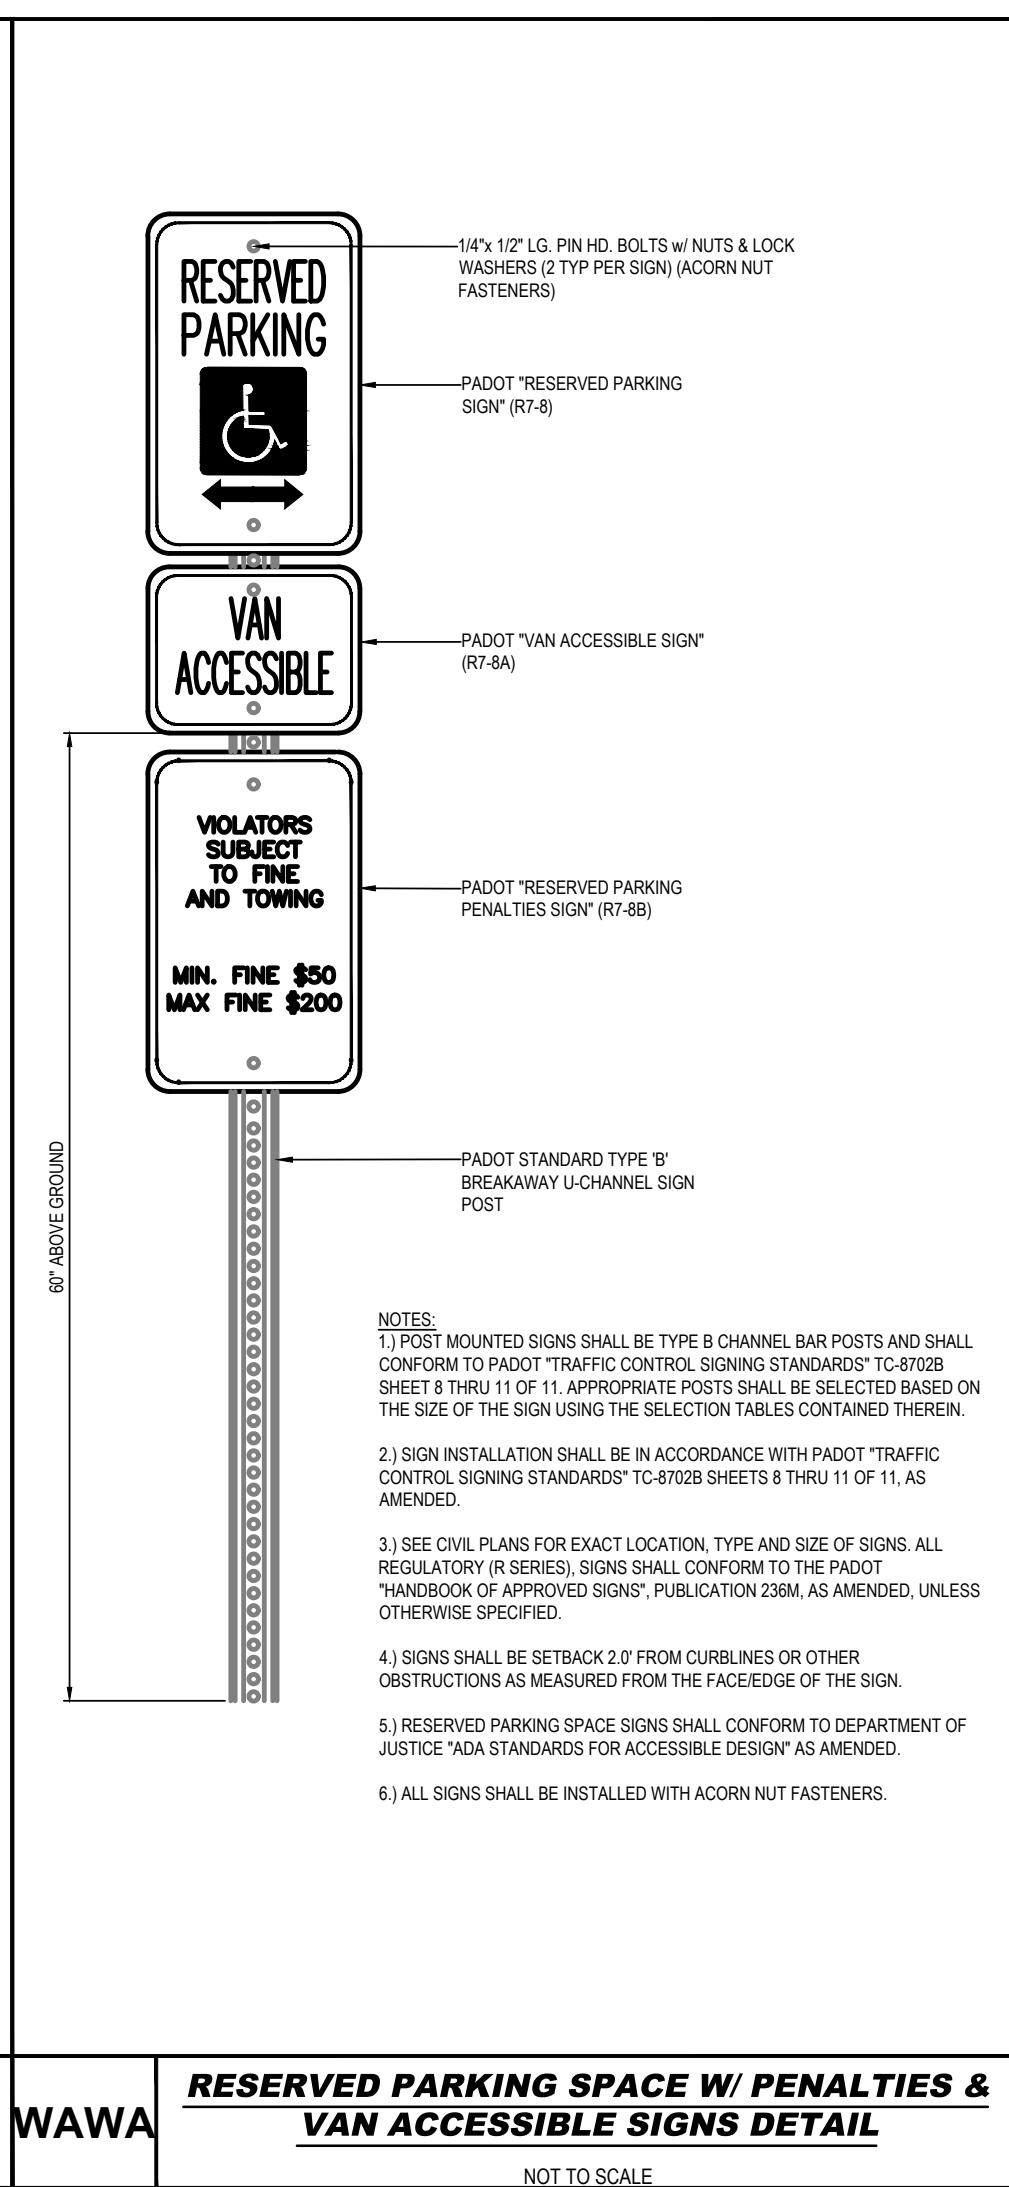 RESERVED
PARKING
VAN
ACCESSIBLE
VIOLATORS
SUBJECT
TO FINE
AND TOWING
MIN. FINE $50
MAX FINE $200
1/4"x 1/2" LG. PIN HD. BOLTS w/ NUTS & LOCK
WASHERS (2 TYP PER SIGN) (ACORN NUT
FASTENERS)
PADOT "RESERVED PARKING
SIGN" (R7-8)
PADOT "VAN ACCESSIBLE SIGN"
(R7-8A)
PADOT "RESERVED PARKING
PENALTIES SIGN" (R7-8B)
PADOT STANDARD TYPE 'B'
BREAKAWAY U-CHANNEL SIGN
POST
60" ABOVE GROUND
NOTES:
1.) POST MOUNTED SIGNS SHALL BE TYPE B CHANNEL BAR POSTS AND SHALL
CONFORM TO PADOT "TRAFFIC CONTROL SIGNING STANDARDS" TC-8702B
SHEET 8 THRU 11 OF 11. APPROPRIATE POSTS SHALL BE SELECTED BASED ON
THE SIZE OF THE SIGN USING THE SELECTION TABLES CONTAINED THEREIN.
2.) SIGN INSTALLATION SHALL BE IN ACCORDANCE WITH PADOT "TRAFFIC
CONTROL SIGNING STANDARDS" TC-8702B SHEETS 8 THRU 11 OF 11, AS
AMENDED.
3.) SEE CIVIL PLANS FOR EXACT LOCATION, TYPE AND SIZE OF SIGNS. ALL
REGULATORY (R SERIES), SIGNS SHALL CONFORM TO THE PADOT
"HANDBOOK OF APPROVED SIGNS", PUBLICATION 236M, AS AMENDED, UNLESS
OTHERWISE SPECIFIED.
4.) SIGNS SHALL BE SETBACK 2.0' FROM CURBLINES OR OTHER
OBSTRUCTIONS AS MEASURED FROM THE FACE/EDGE OF THE SIGN.
5.) RESERVED PARKING SPACE SIGNS SHALL CONFORM TO DEPARTMENT OF
JUSTICE "ADA STANDARDS FOR ACCESSIBLE DESIGN" AS AMENDED.
6.) ALL SIGNS SHALL BE INSTALLED WITH ACORN NUT FASTENERS.
WAWA
RESERVED PARKING SPACE W/ PENALTIES &
VAN ACCESSIBLE SIGNS DETAIL
NOT TO SCALE